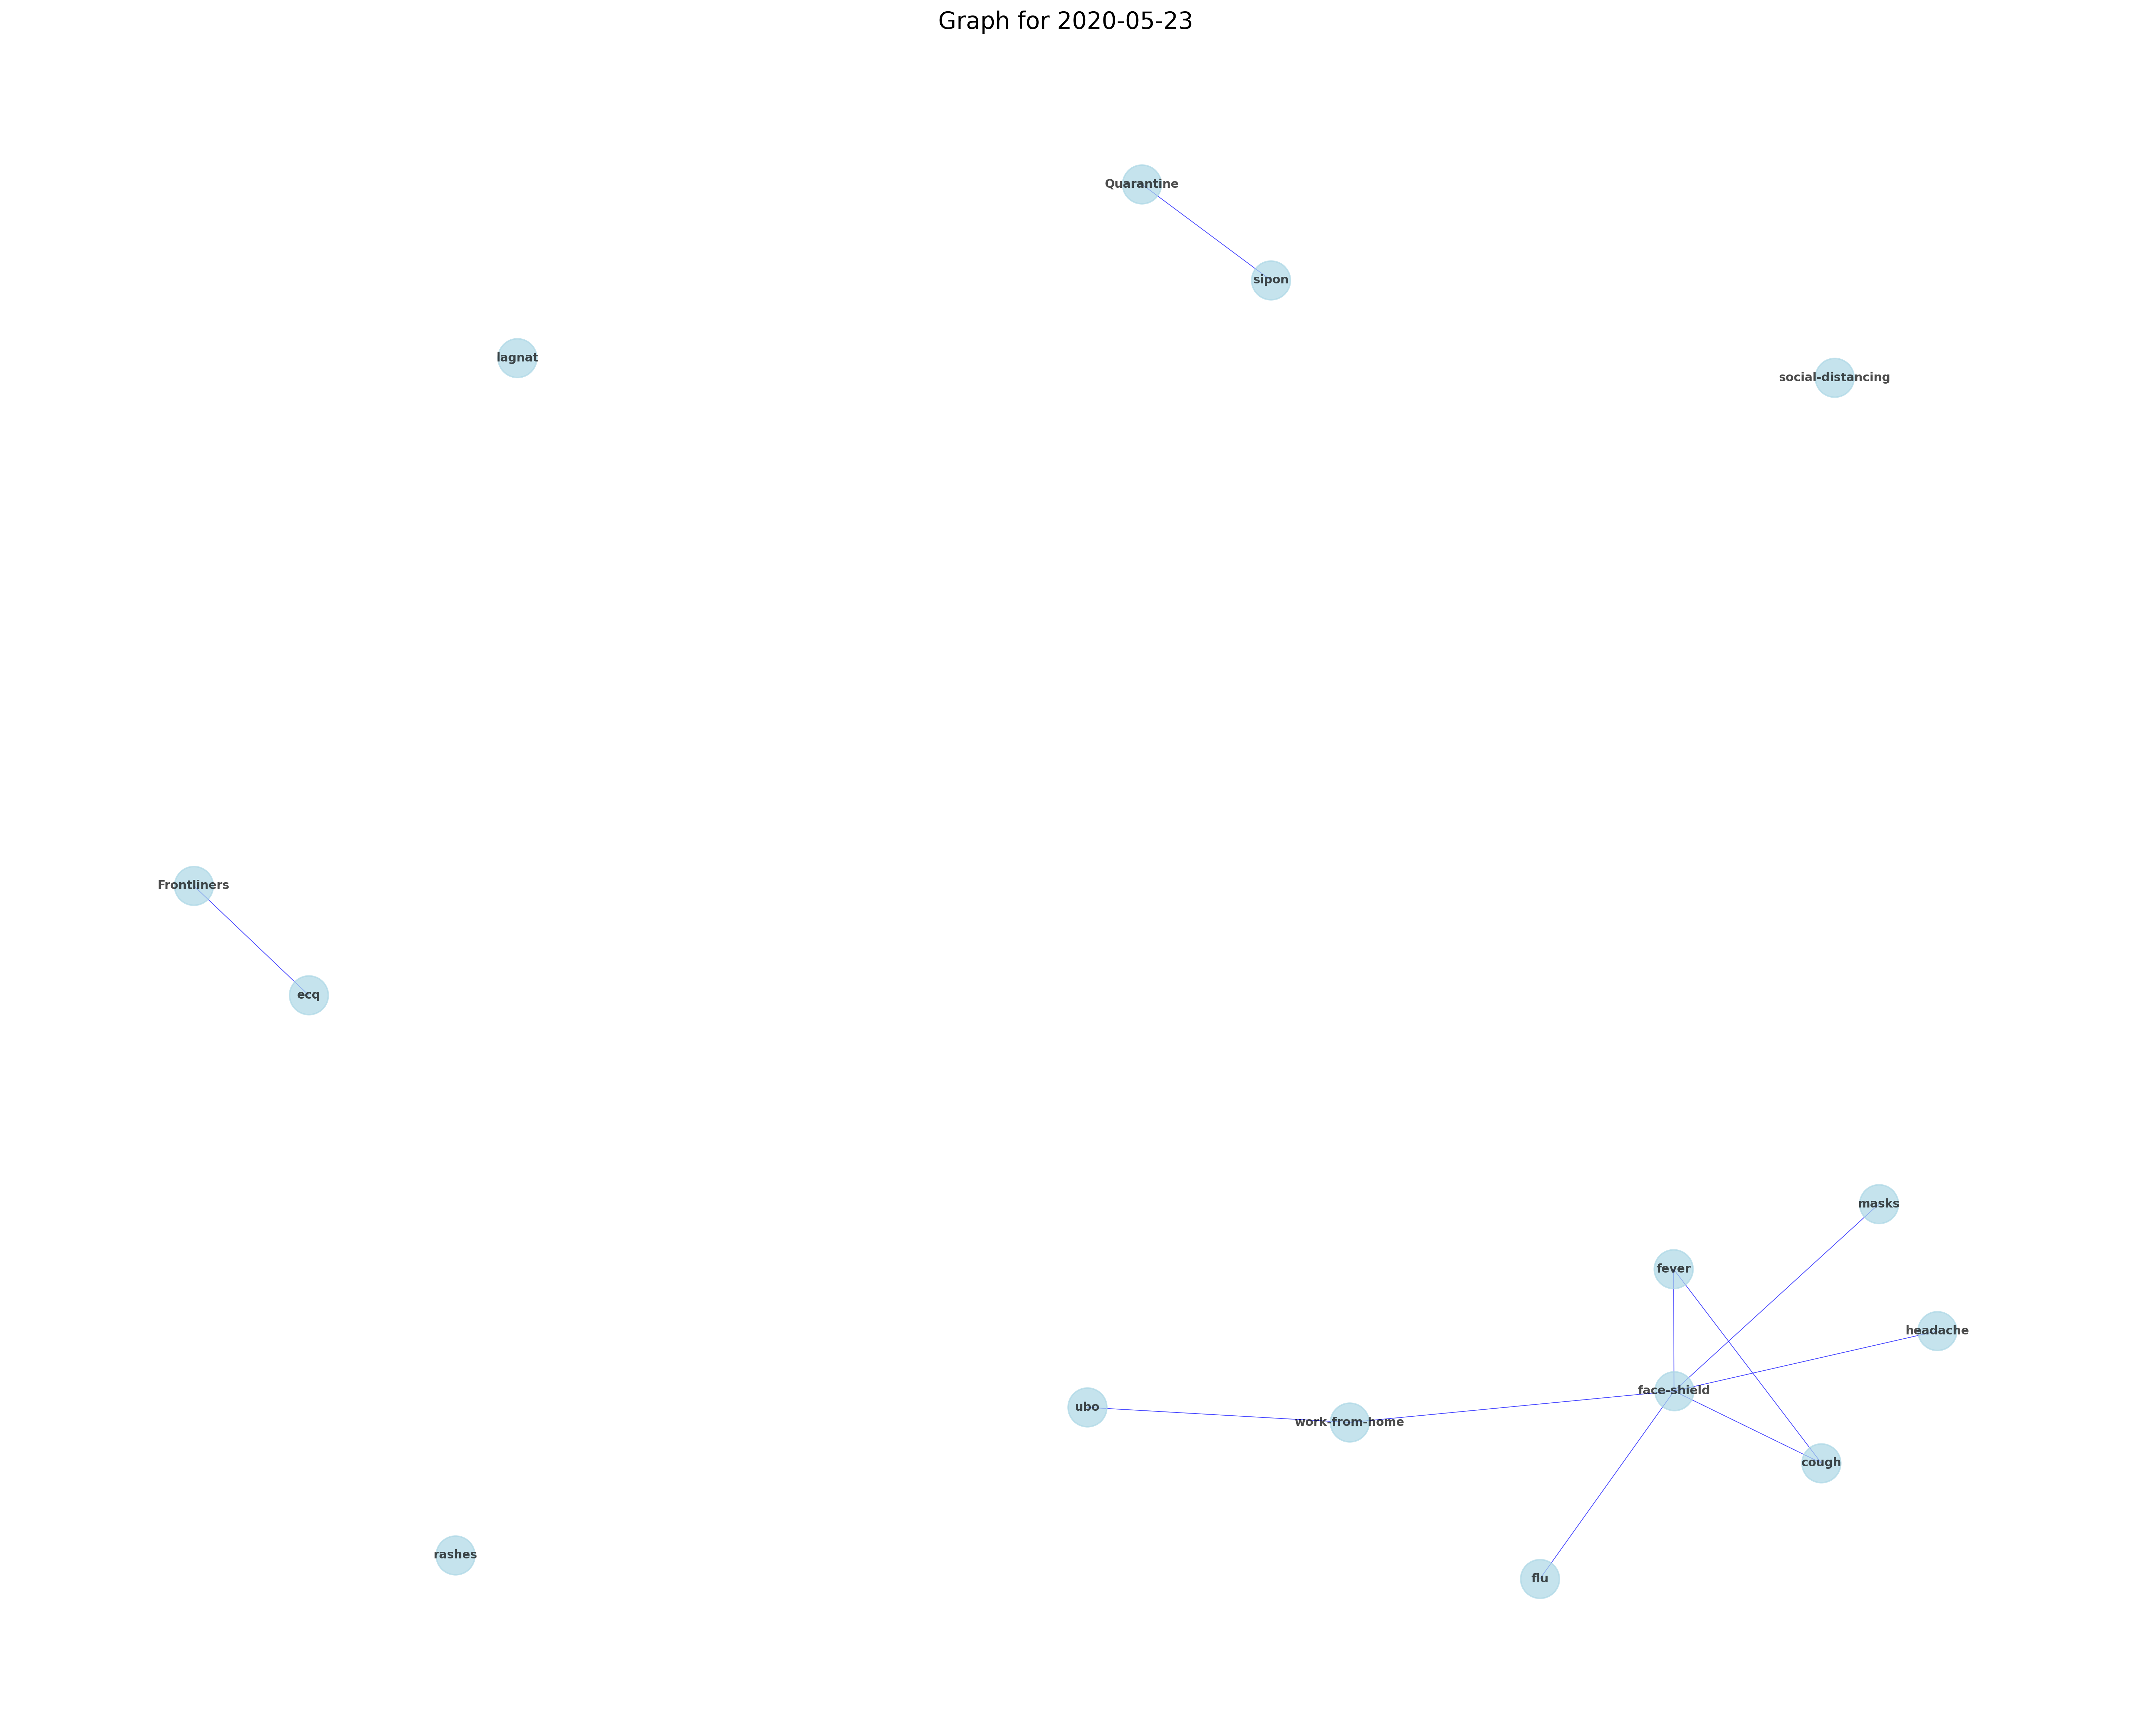 Graph for 2020-05-23
Quarantine
sipon
lagnat
social-distancing
Frontliners
ecq
masks
fever
headache
face-shield
ubo
work-from-home
cough
rashes
flu